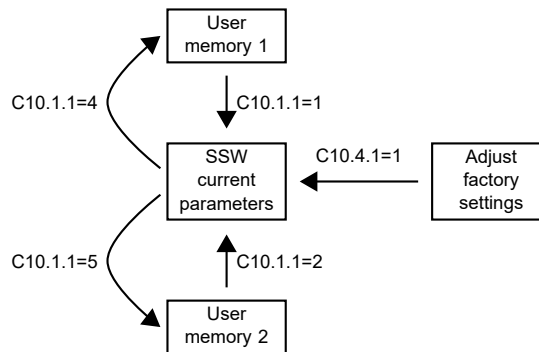 User
memory 1
C10.1.1=4
C10.1.1=1
SSW
current
parameters
C10.4.1=1
Adjust
factory
settings
C10.1.1=5
C10.1.1=2
User
memory 2